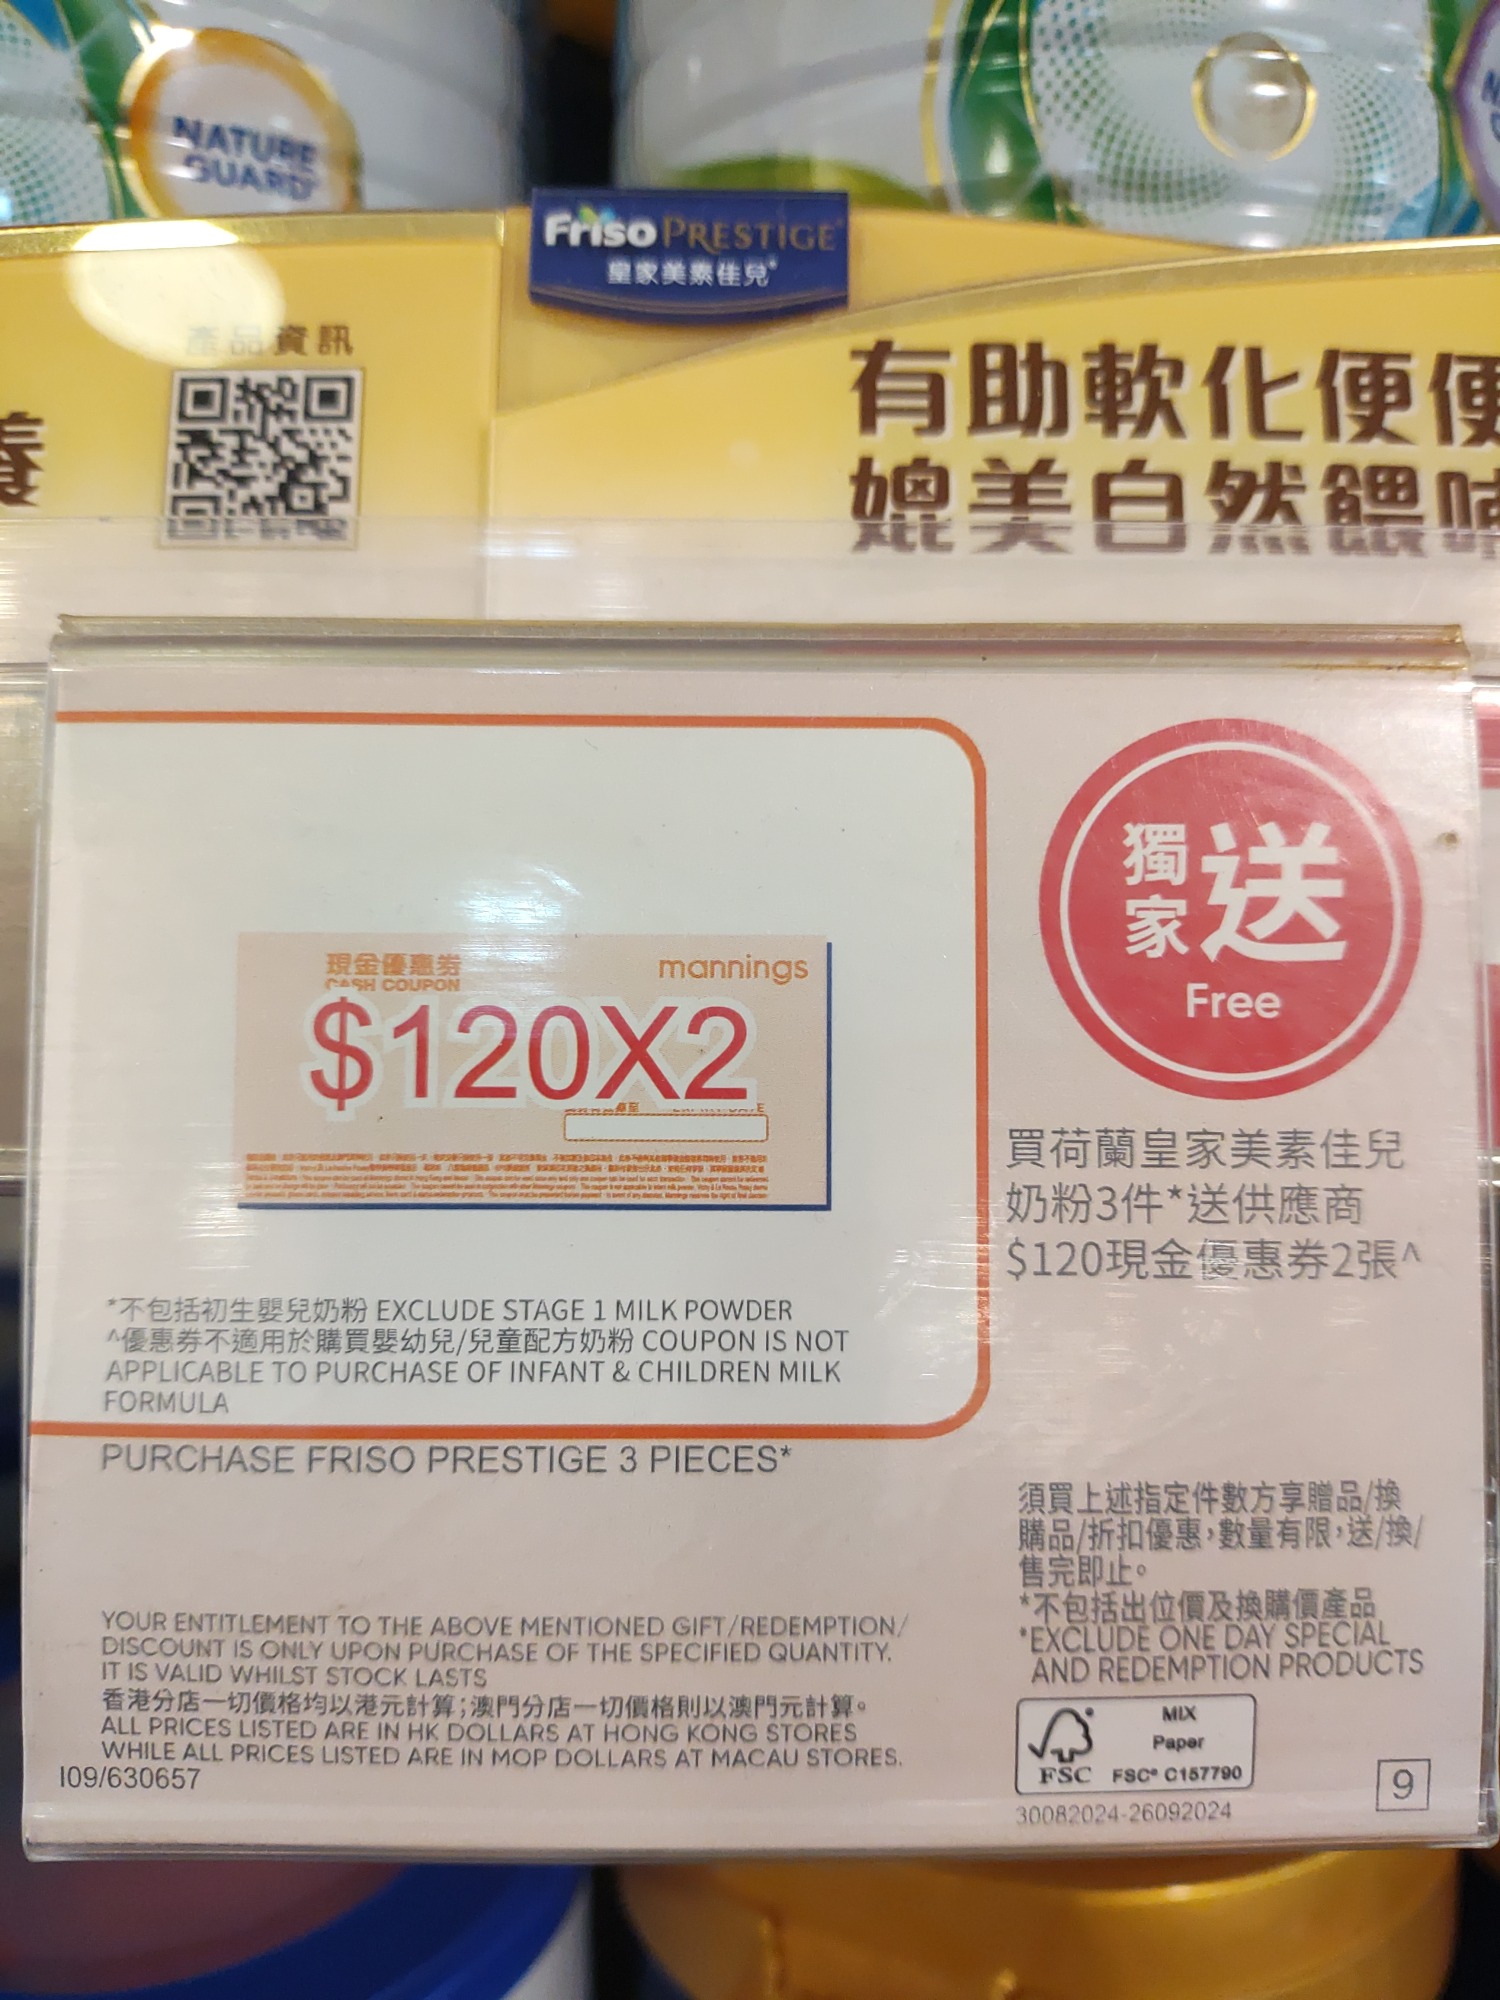 NATURE
GUARD
Friso PRESTIGE
皇家美素佳兒
產品資訊
養
有助軟化便便
媲美自然餵哺
獨家送
Free
現金優惠券
CASH COUPON
mannings
$120X2
買荷蘭皇家美素佳兒
奶粉3件*送供應商
$120現金優惠券2張^
*不包括初生嬰兒奶粉 EXCLUDE STAGE 1 MILK POWDER
^優惠券不適用於購買嬰幼兒/兒童配方奶粉 COUPON IS NOT
APPLICABLE TO PURCHASE OF INFANT & CHILDREN MILK
FORMULA
PURCHASE FRISO PRESTIGE 3 PIECES*
須買上述指定件數方享贈品/換
購品/折扣優惠，數量有限，送/換/
售完即止。
*不包括出位價及換購價產品
*EXCLUDE ONE DAY SPECIAL
AND REDEMPTION PRODUCTS
YOUR ENTITLEMENT TO THE ABOVE MENTIONED GIFT/REDEMPTION/
DISCOUNT IS ONLY UPON PURCHASE OF THE SPECIFIED QUANTITY.
IT IS VALID WHILST STOCK LASTS
香港分店一切價格均以港元計算；澳門分店一切價格則以澳門元計算。
ALL PRICES LISTED ARE IN HK DOLLARS AT HONG KONG STORES
WHILE ALL PRICES LISTED ARE IN MOP DOLLARS AT MACAU STORES.
I09/630657
MIX
Paper
FSC
FSC® C157790
30082024-26092024
9